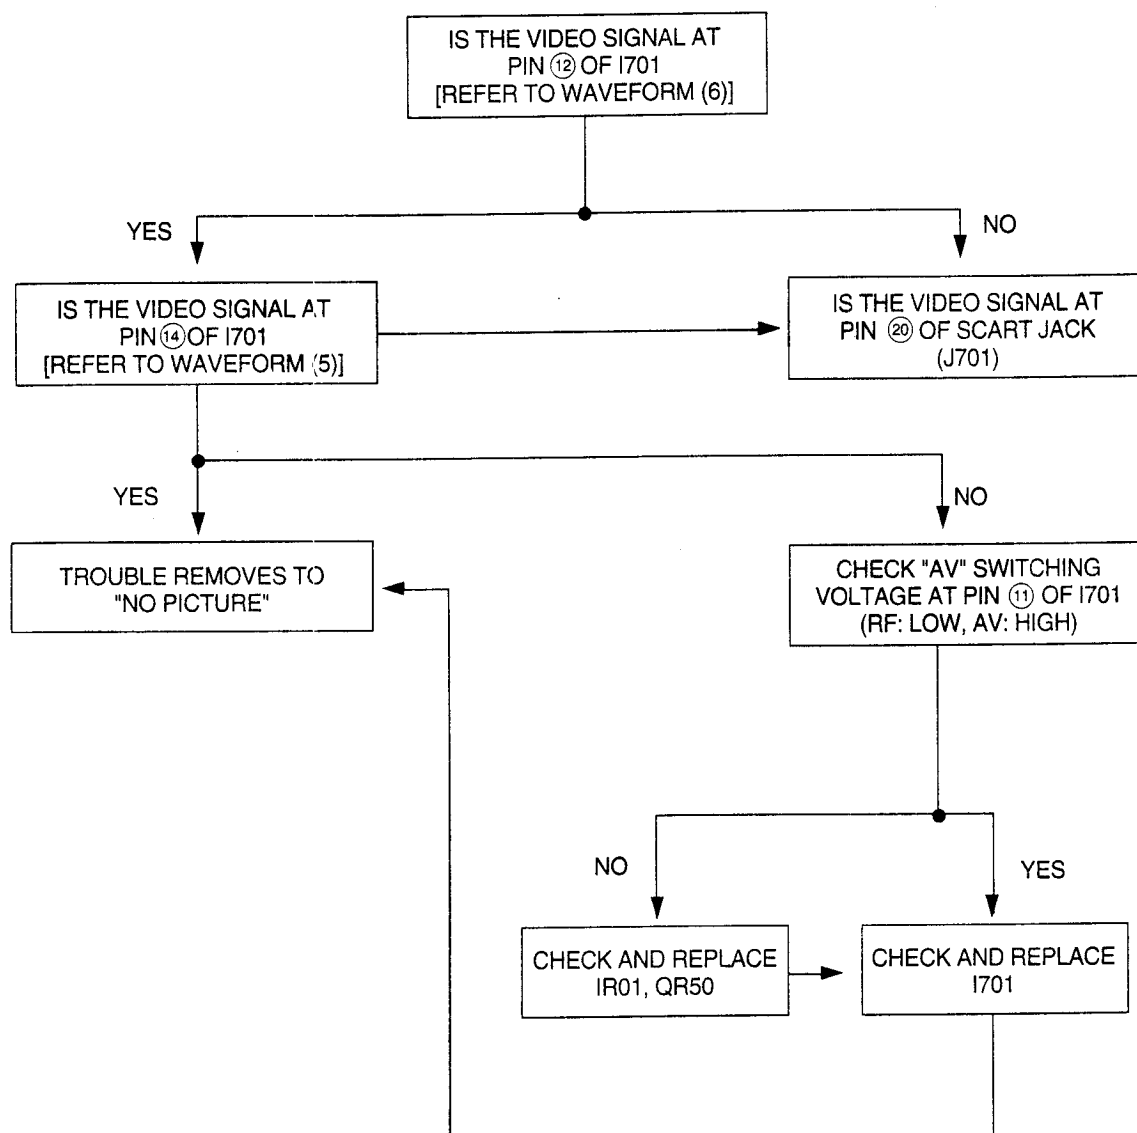 IS THE VIDEO SIGNAL AT
PIN ⑫ OF I701
[REFER TO WAVEFORM (6)]
YES
NO
IS THE VIDEO SIGNAL AT
PIN ⑭ OF I701
[REFER TO WAVEFORM (5)]
IS THE VIDEO SIGNAL AT
PIN ⑳ OF SCART JACK
(J701)
YES
NO
TROUBLE REMOVES TO
"NO PICTURE"
CHECK "AV" SWITCHING
VOLTAGE AT PIN ⑪ OF I701
(RF: LOW, AV: HIGH)
NO
YES
CHECK AND REPLACE
IR01, QR50
CHECK AND REPLACE
I701